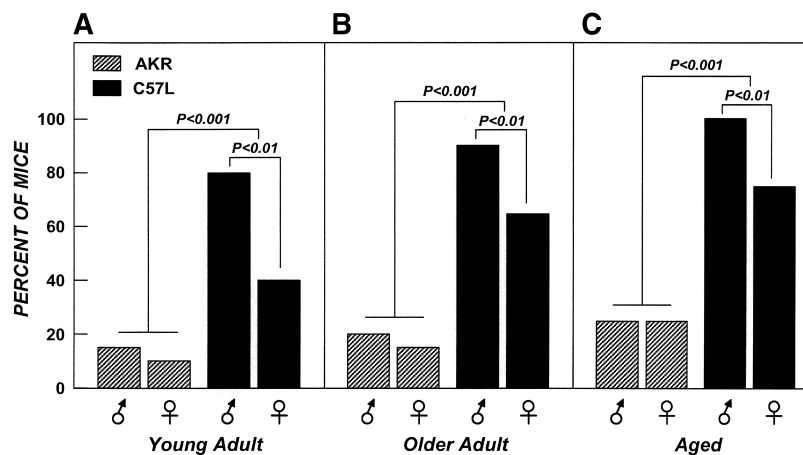 A B C
AKR
C57L
P<0.001
P<0.01
P<0.001
P<0.01
P<0.001
P<0.01
PERCENT OF MICE
100
80
60
40
20
0
♂ ♀ ♂ ♀ ♂ ♀ ♂ ♀ ♂ ♀ ♂ ♀
Young Adult Older Adult Aged